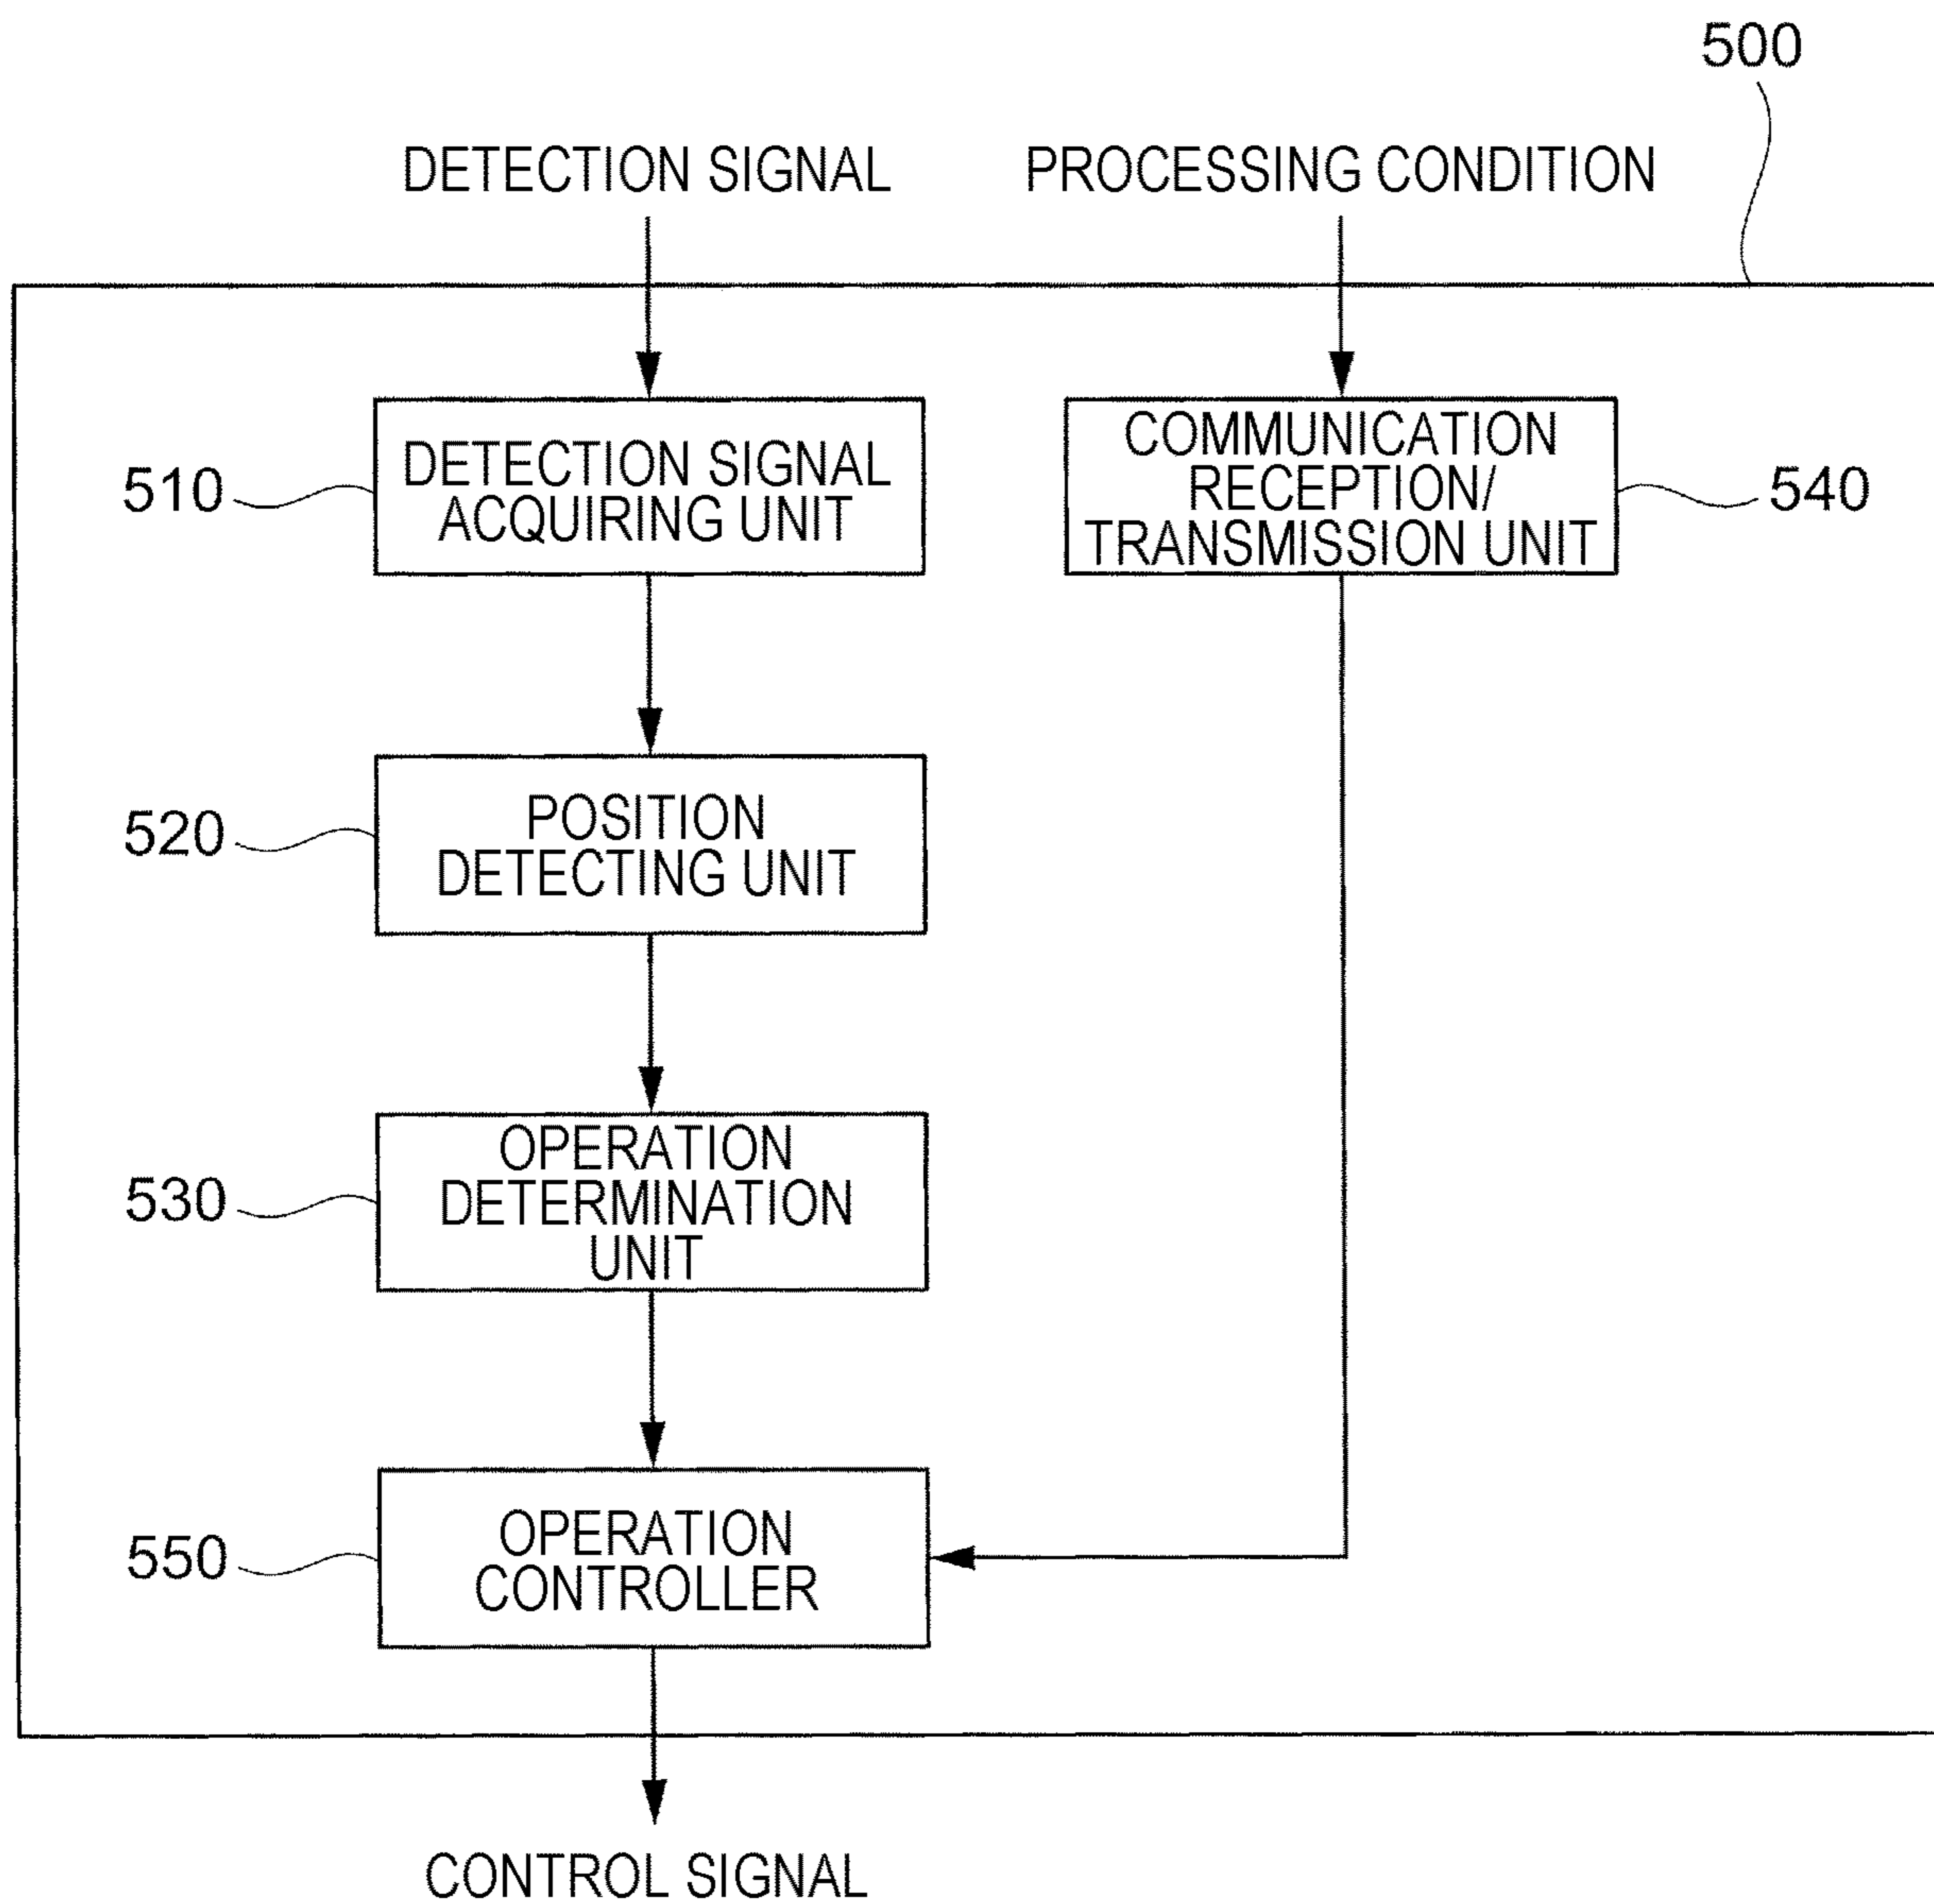 500
DETECTION SIGNAL
PROCESSING CONDITION
510
DETECTION SIGNAL
ACQUIRING UNIT
COMMUNICATION
RECEPTION/
TRANSMISSION UNIT
540
520
POSITION
DETECTING UNIT
530
OPERATION
DETERMINATION
UNIT
550
OPERATION
CONTROLLER
CONTROL SIGNAL